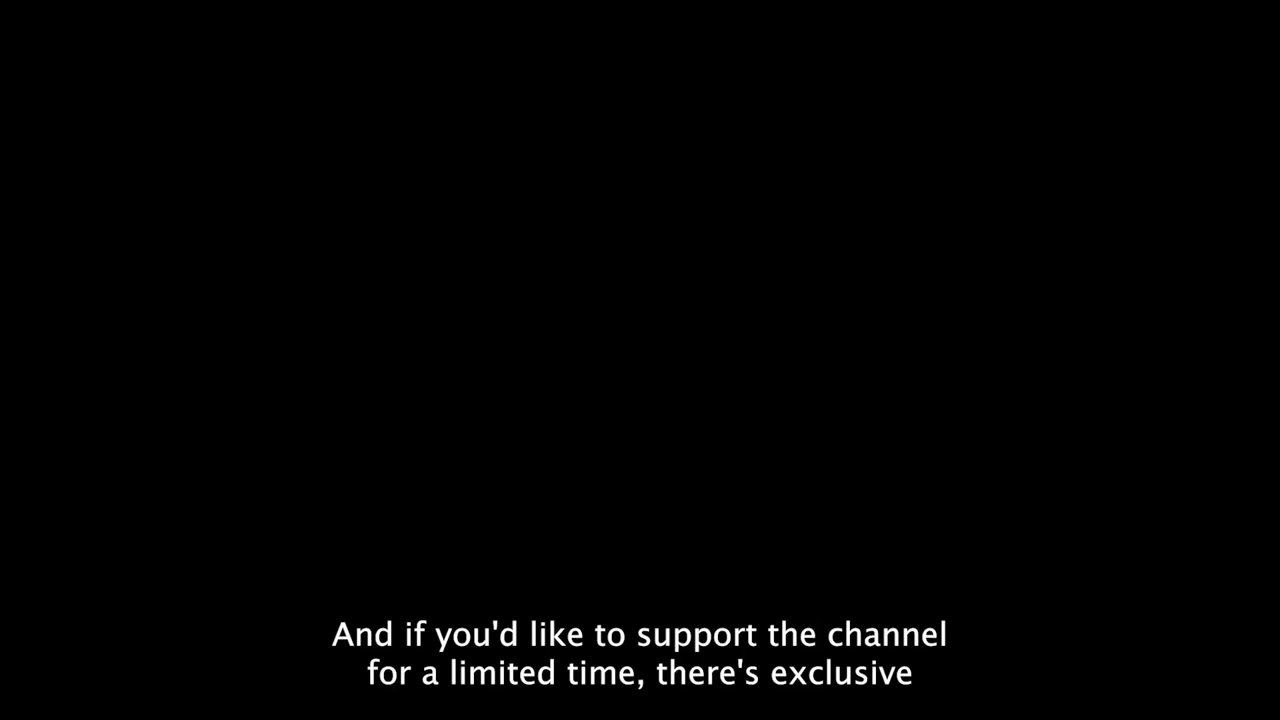 And if you'd like to support the channel
for a limited time, there's exclusive